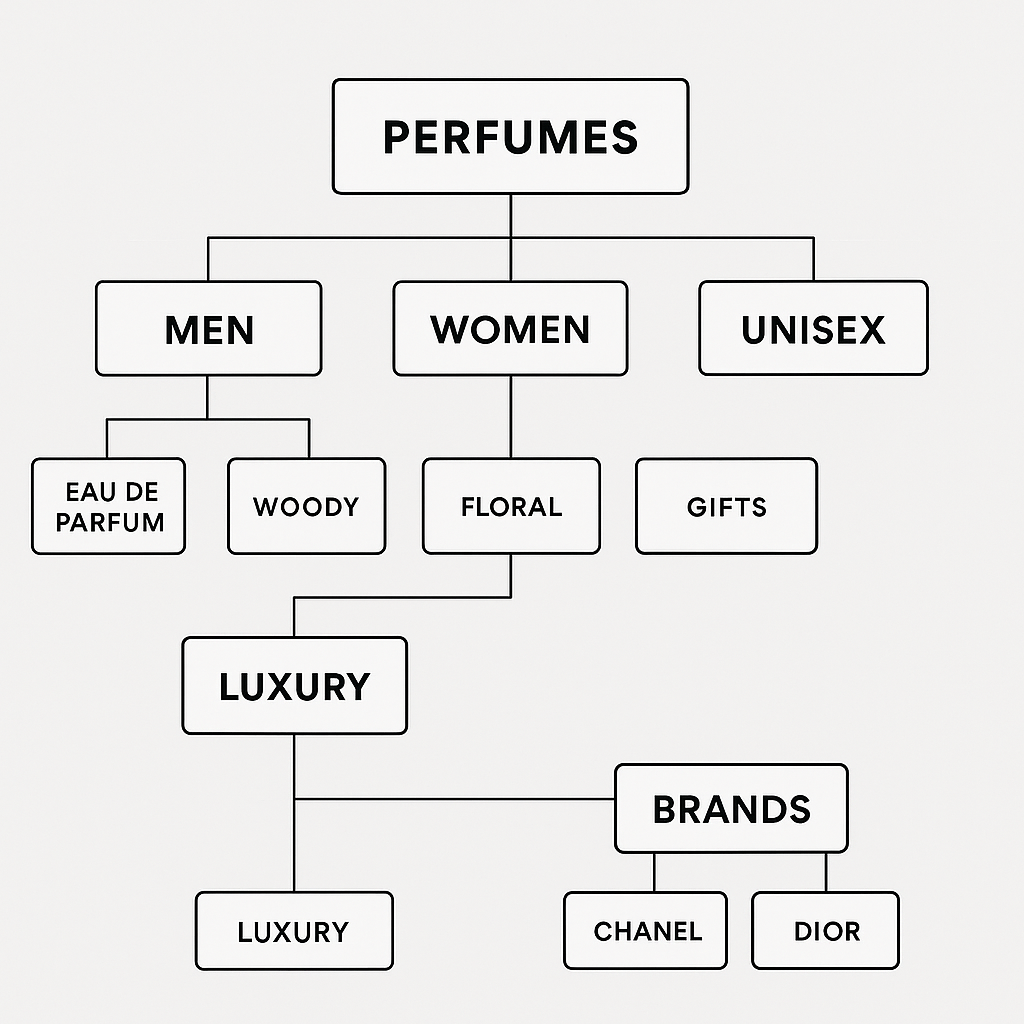 PERFUMES
MEN
WOMEN
UNISEX
EAU DE
PARFUM
WOODY
FLORAL
GIFTS
LUXURY
BRANDS
LUXURY
CHANEL
DIOR